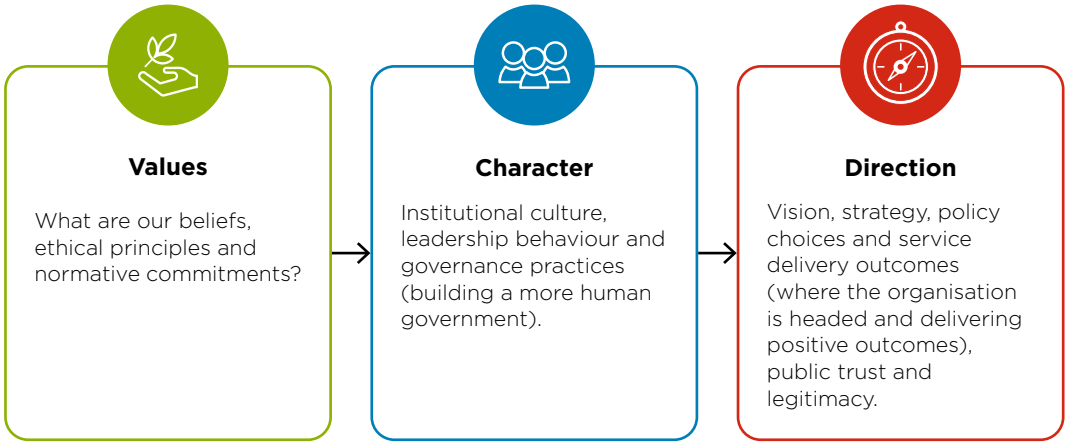 Values
What are our beliefs,
ethical principles and
normative commitments?
Character
Institutional culture,
leadership behaviour and
governance practices
(building a more human
government).
Direction
Vision, strategy, policy
choices and service
delivery outcomes
(where the organisation
is headed and delivering
positive outcomes),
public trust and
legitimacy.